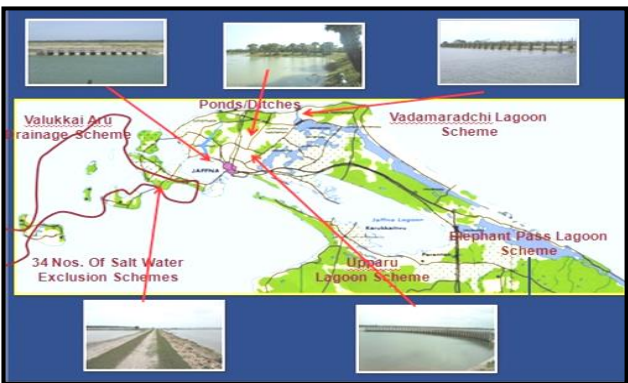 Ponds/Ditches
Valukkai Aru
Drainage Scheme
Vadamaradchi Lagoon
Scheme
JAFFNA
Jaffna Lagoon
Elephant Pass Lagoon
Scheme
34 Nos. Of Salt Water
Exclusion Schemes
Upparu
Lagoon Scheme